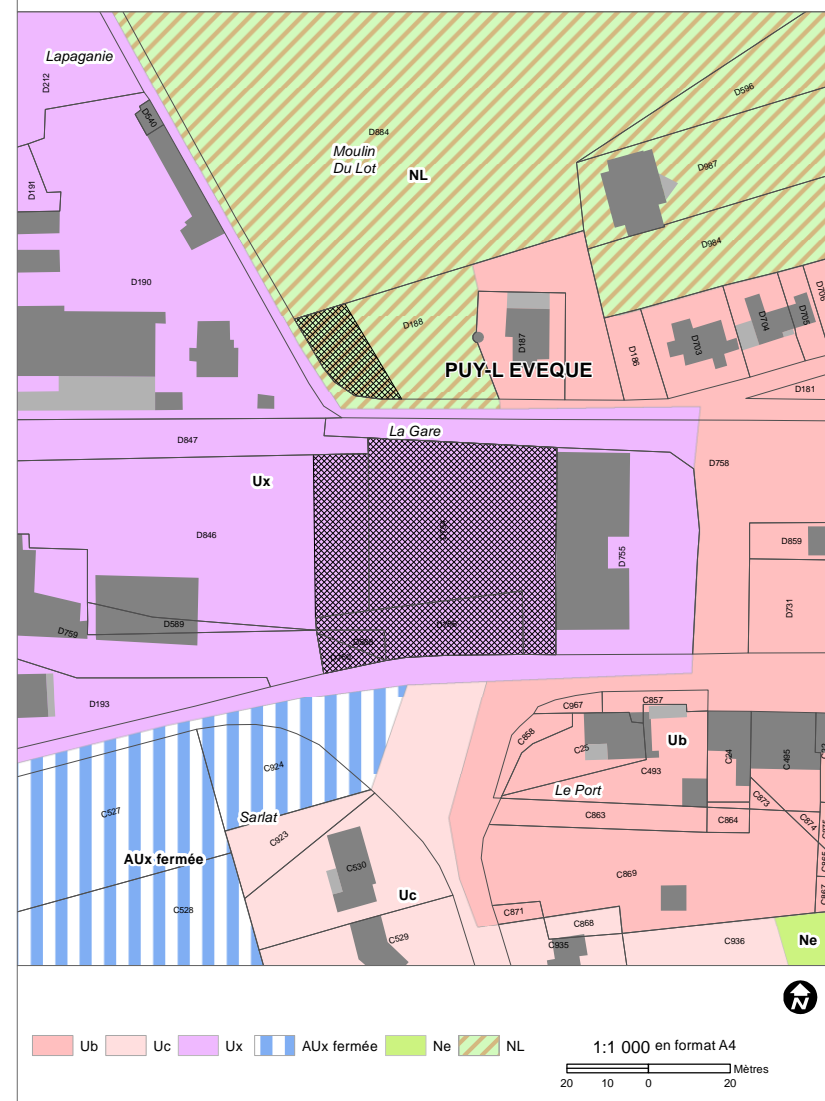 Lapaganie
D212
D540
D884
D596
Moulin
Du Lot
NL
D987
D191
D984
D190
D188
D187
D186
D703
D704
D705
D706
PUY-L EVEQUE
D181
La Gare
D847
D758
Ux
D846
D755
D859
D731
D759
D589
D193
C967
C857
C858
C25
Ub
C24
C495
C493
C924
C527
Le Port
C873
C874
Sarlat
C863
C864
C923
AUx fermée
C530
Uc
C869
C867
C528
C871
C868
C529
C935
C936
Ne
N
Ub
Uc
Ux
AUx fermée
Ne
NL
1:1 000 en format A4
Mètres
20 10 0 20